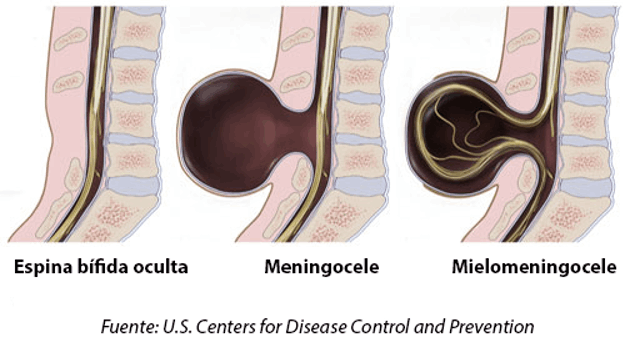 Espina bífida oculta
Meningocele
Mielomeningocele
Fuente: U.S. Centers for Disease Control and Prevention